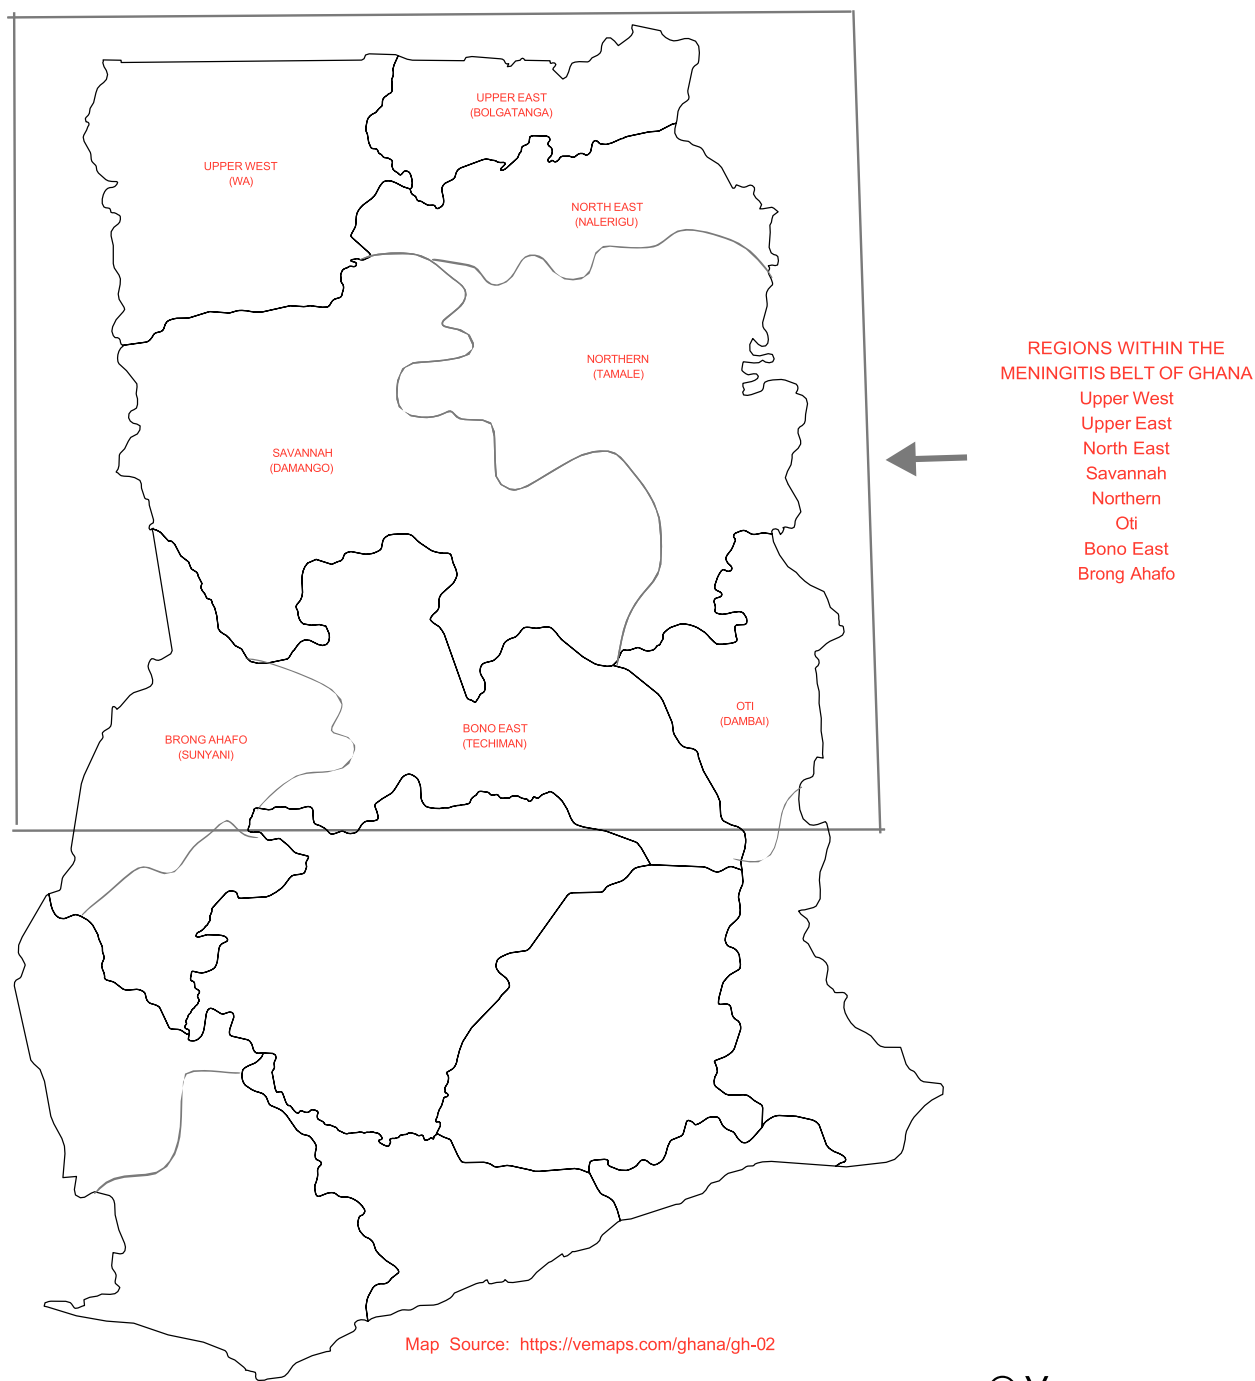 UPPER EAST
(BOLGATANGA)
UPPER WEST
(WA)
NORTH EAST
(NALERIGU)
NORTHERN
(TAMALE)
SAVANNAH
(DAMANGO)
OTI
(DAMBAI)
BONO EAST
(TECHIMAN)
BRONG AHAFO
(SUNYANI)
REGIONS WITHIN THE
MENINGITIS BELT OF GHANA
Upper West
Upper East
North East
Savannah
Northern
Oti
Bono East
Brong Ahafo
Map Source: https://vemaps.com/ghana/gh-02